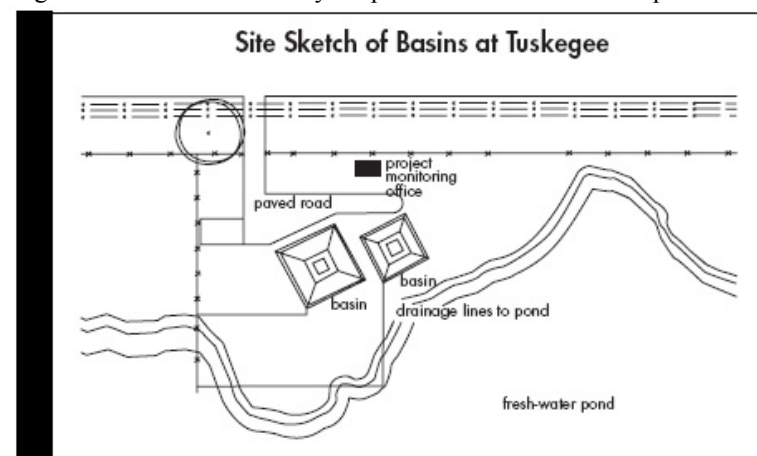 Site Sketch of Basins at Tuskegee
project
monitoring
office
paved road
basin
basin
drainage lines to pond
fresh-water pond